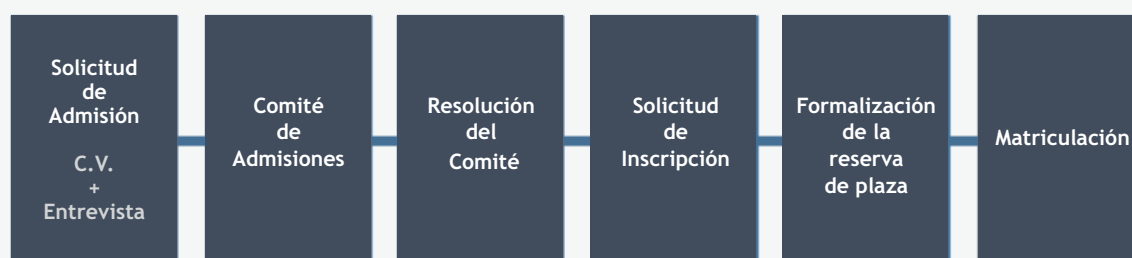 Solicitud
de
Admisión
C.V.
+
Entrevista
Comité
de
Admisiones
Resolución
del
Comité
Solicitud
de
Inscripción
Formalización
de la
reserva
de plaza
Matriculación